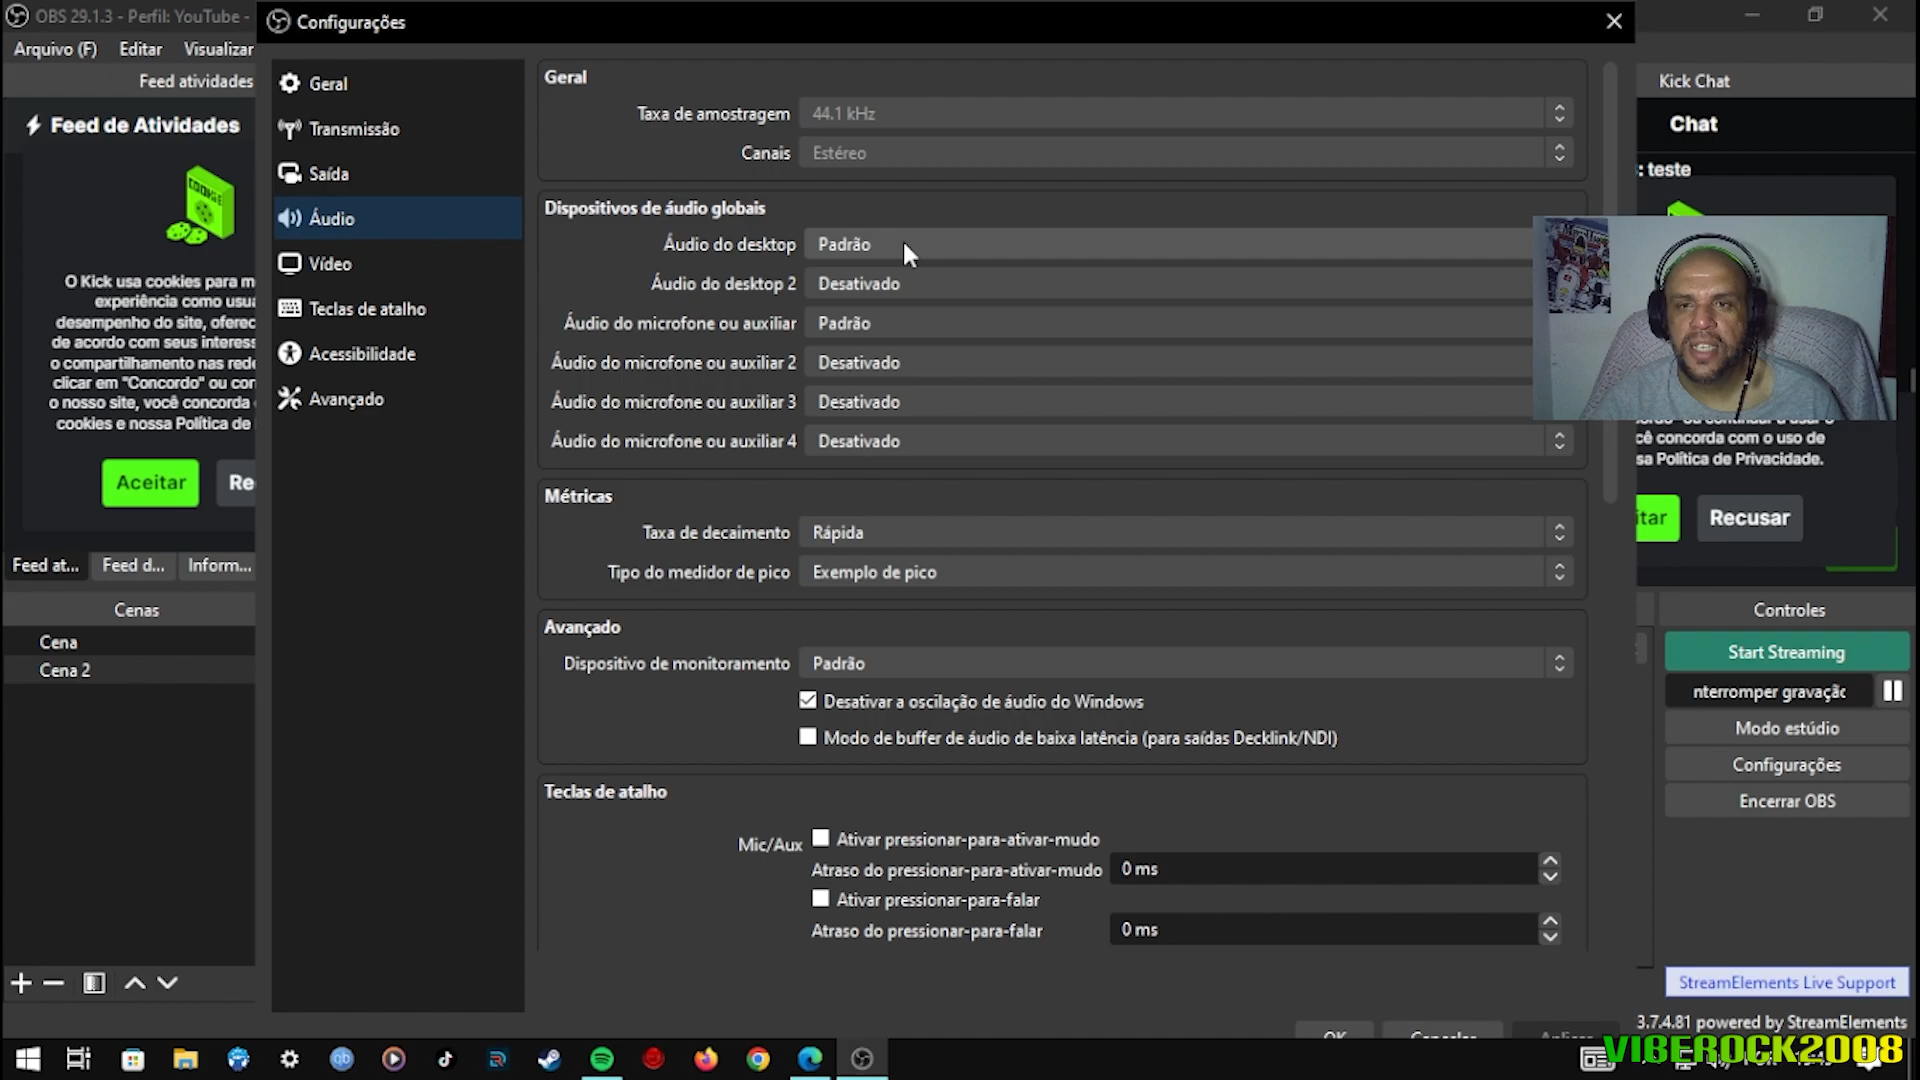 OBS 29.1.3 - Perfil: YouTube -
Arquivo (F) Editar Visualizar
Feed atividades
Feed de Atividades
COOKIE
O Kick usa cookies para m
experiência como usua
desempenho do site, oferec
de acordo com seus interess
o compartilhamento nas rede
clicar em "Concordo" ou cor
o nosso site, você concorda
cookies e nossa Política de
Aceitar
Re
Feed at... Feed d... Inform...
Cenas
Cena
Cena 2
Configurações
Geral
Transmissão
Saída
Áudio
Vídeo
Teclas de atalho
Acessibilidade
Avançado
Geral
Taxa de amostragem 44.1 kHz
Canais Estéreo
Dispositivos de áudio globais
Áudio do desktop Padrão
Áudio do desktop 2 Desativado
Áudio do microfone ou auxiliar Padrão
Áudio do microfone ou auxiliar 2 Desativado
Áudio do microfone ou auxiliar 3 Desativado
Áudio do microfone ou auxiliar 4 Desativado
Métricas
Taxa de decaimento Rápida
Tipo do medidor de pico Exemplo de pico
Avançado
Dispositivo de monitoramento Padrão
Desativar a oscilação de áudio do Windows
Modo de buffer de áudio de baixa latência (para saídas Decklink/NDI)
Teclas de atalho
Mic/Aux Ativar pressionar-para-ativar-mudo
Atraso do pressionar-para-ativar-mudo 0 ms
Ativar pressionar-para-falar
Atraso do pressionar-para-falar 0 ms
OK Cancelar Aplicar
Kick Chat
Chat
: teste
cê concorda com o uso de
sa Política de Privacidade.
itar
Recusar
Controles
Start Streaming
nterromper gravação
Modo estúdio
Configurações
Encerrar OBS
StreamElements Live Support
3.7.4.81 powered by StreamElements
VIBEROCK2008